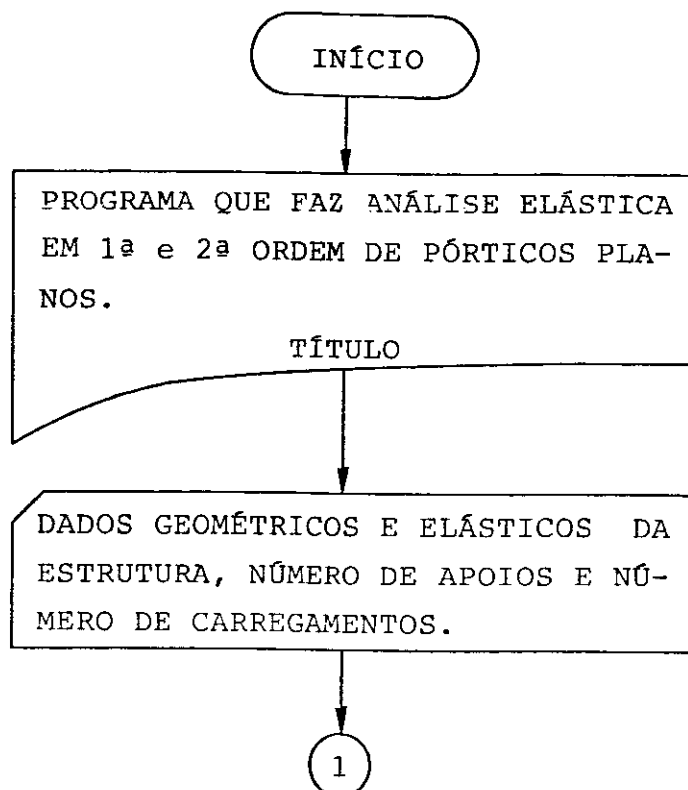 INÍCIO
PROGRAMA QUE FAZ ANÁLISE ELÁSTICA
EM 1ª e 2ª ORDEM DE PÓRTICOS PLA-
NOS.
TÍTULO
DADOS GEOMÉTRICOS E ELÁSTICOS DA
ESTRUTURA, NÚMERO DE APOIOS E NÚ-
MERO DE CARREGAMENTOS.
1